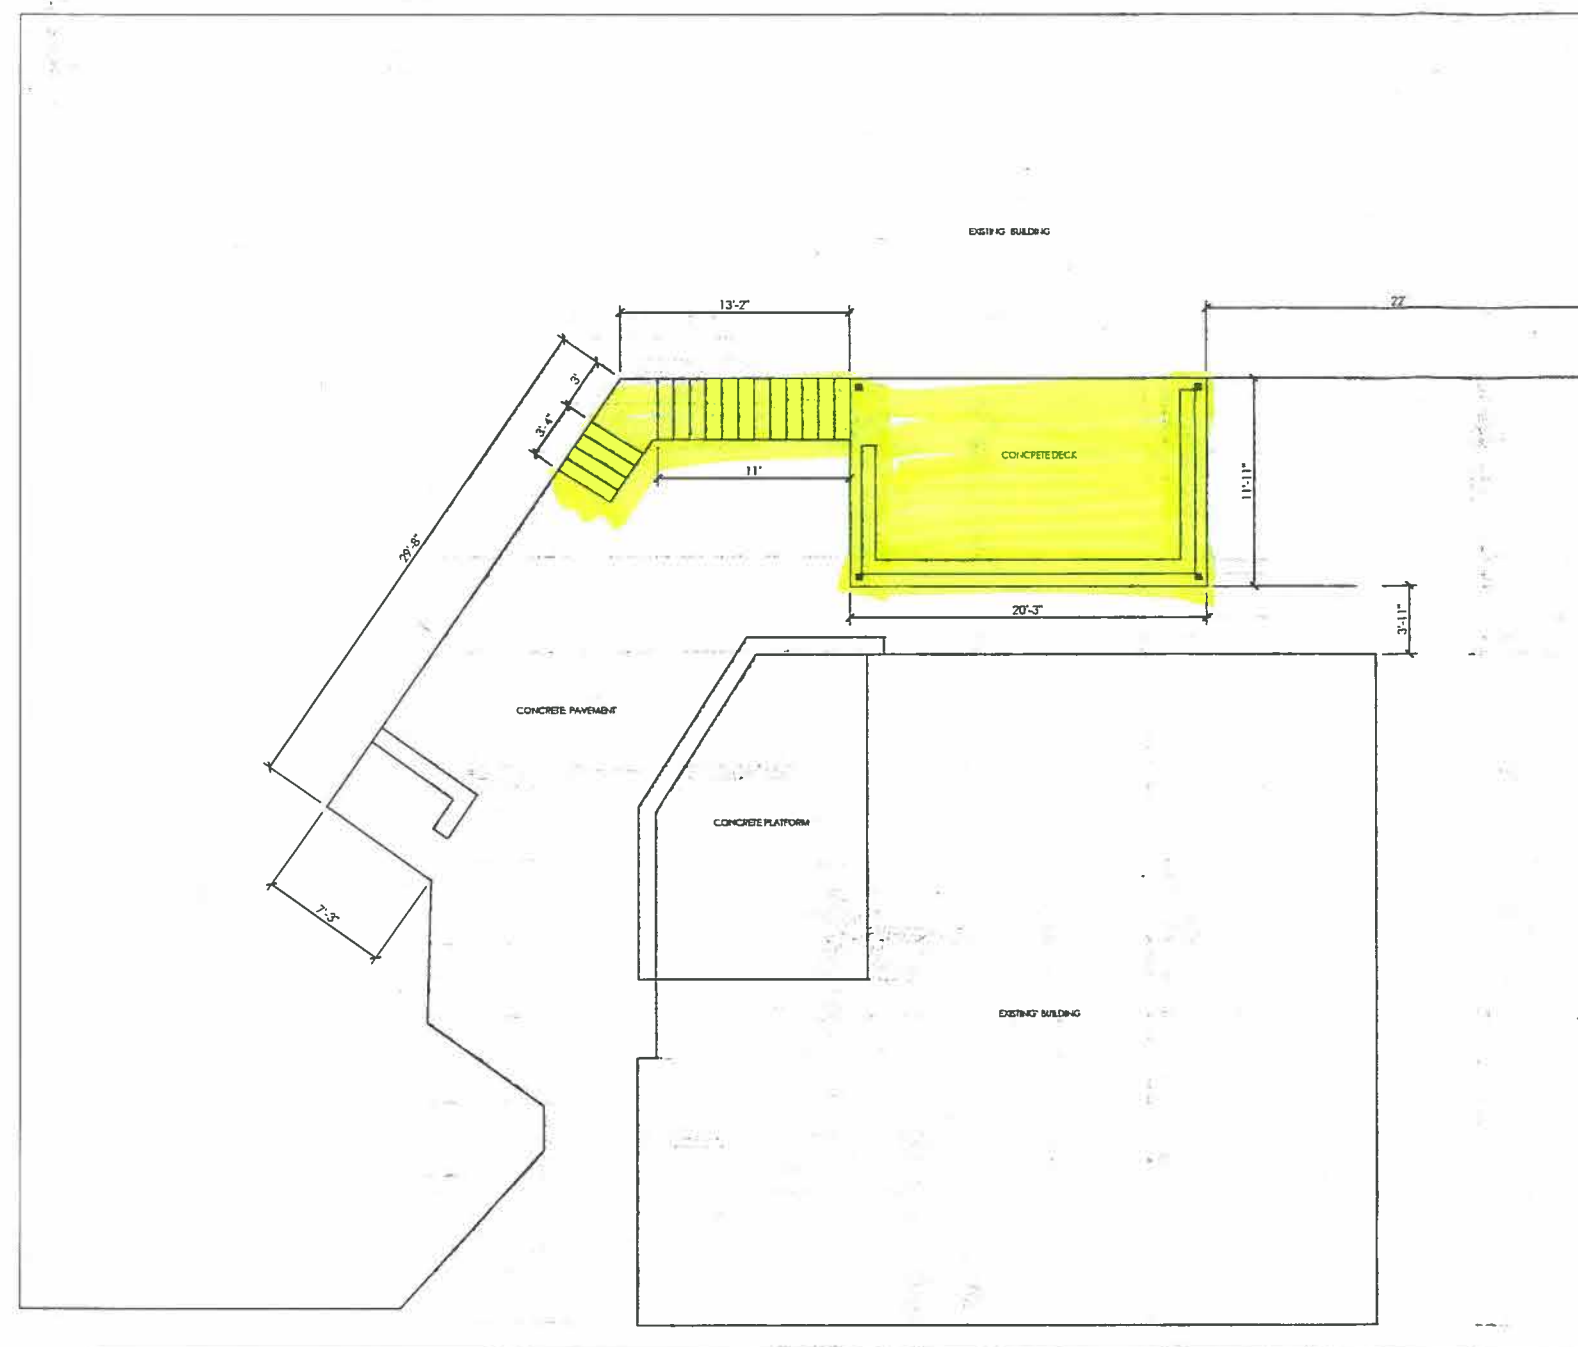 EXISTING BUILDING
13'-2"
22'
3'
3'-4"
CONCRETE DECK
11'
11'-11"
29'-8"
20'-3"
3'-11"
CONCRETE PAVEMENT
CONCRETE PLATFORM
7'-3"
EXISTING BUILDING